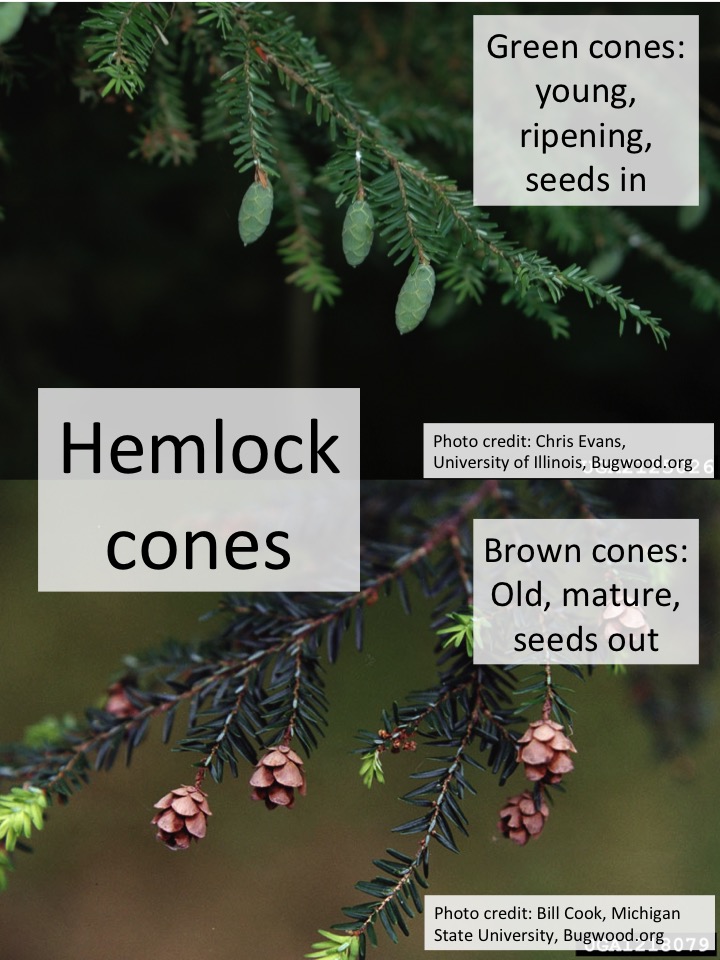 Green cones:
young,
ripening,
seeds in
Hemlock
cones
Photo credit: Chris Evans,
University of Illinois, Bugwood.org
Brown cones:
Old, mature,
seeds out
Photo credit: Bill Cook, Michigan
State University, Bugwood.org